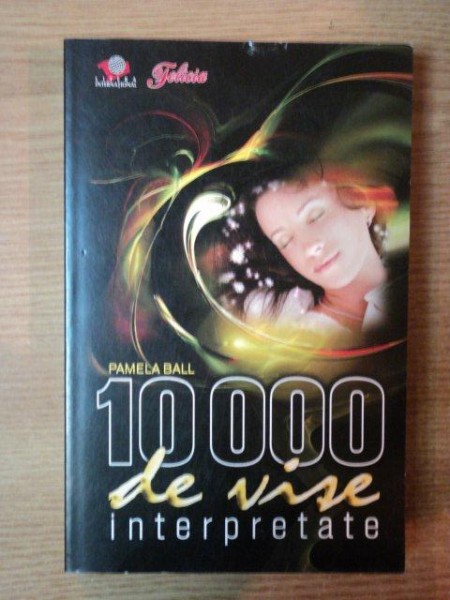 LITERA
INTERNATIONAL
Felicia
PAMELA BALL
10 000
de vise
interpretate